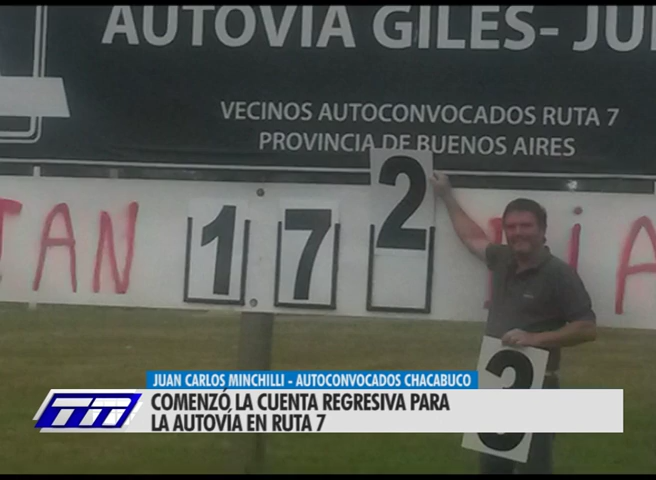 AUTOVIA GILES- JU
VECINOS AUTOCONVOCADOS RUTA 7
PROVINCIA DE BUENOS AIRES
TAN 1 7 2 DIA
3
JUAN CARLOS MINCHILLI - AUTOCONVOCADOS CHACABUCO
COMENZÓ LA CUENTA REGRESIVA PARA
LA AUTOVÍA EN RUTA 7